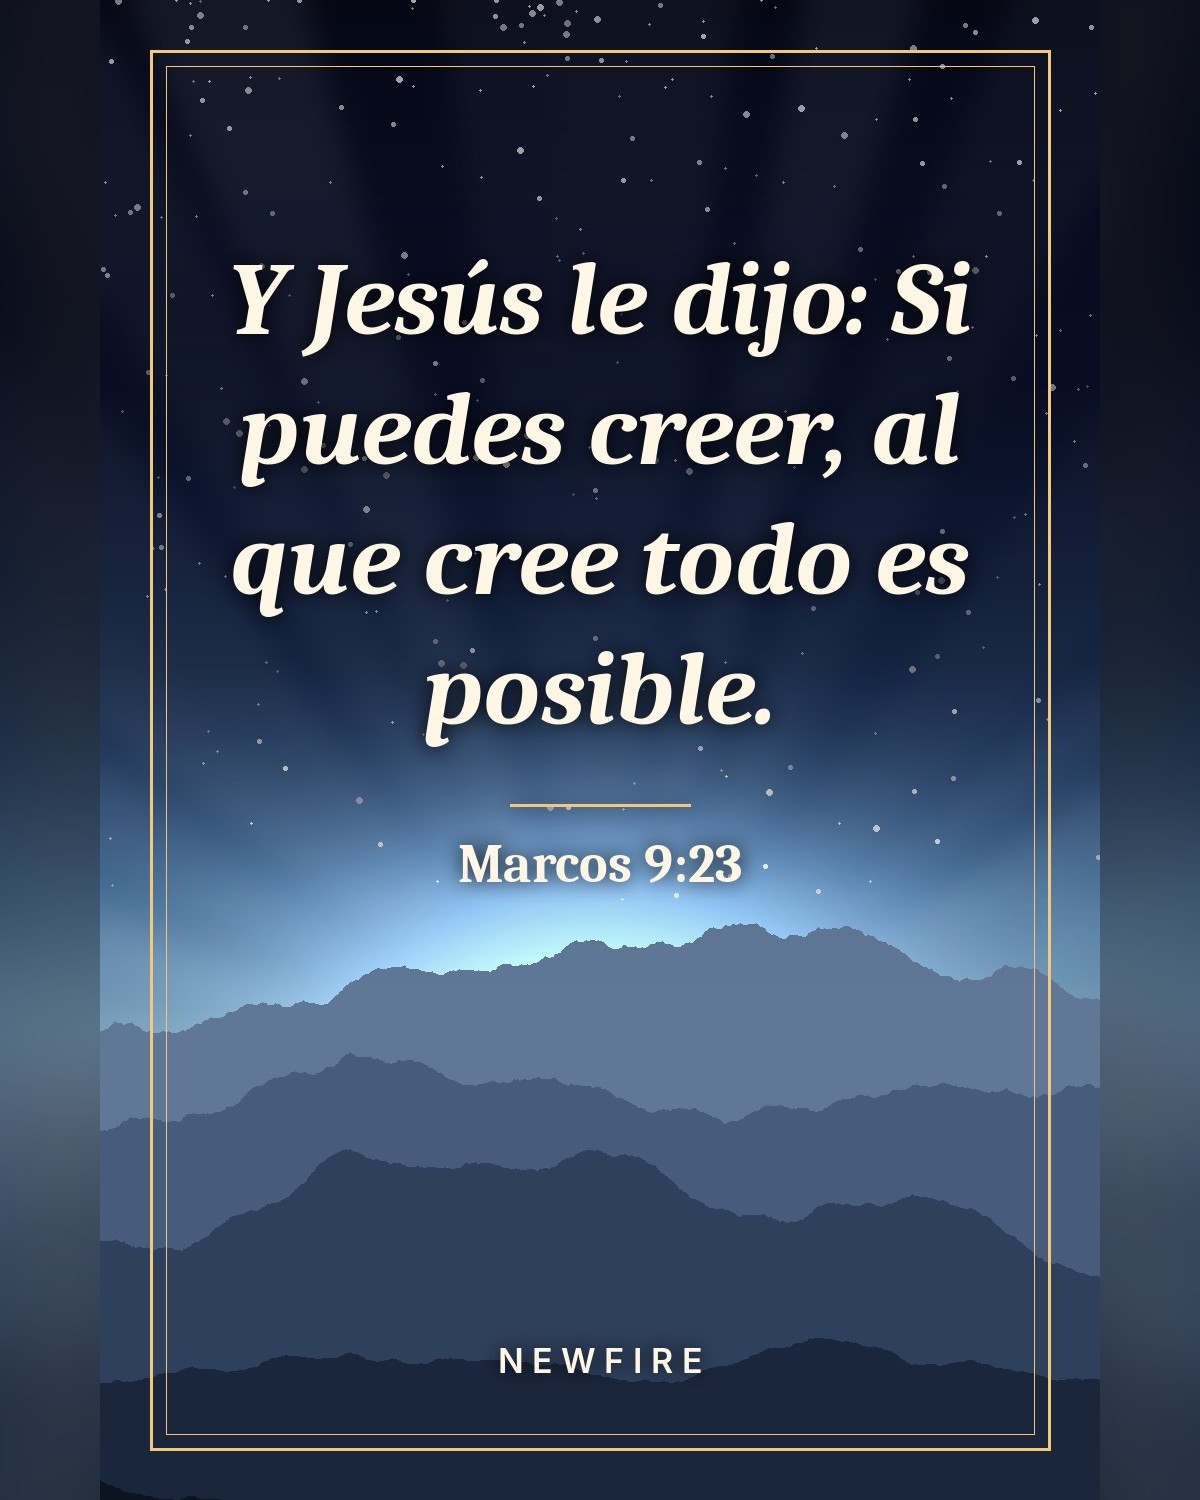 Y Jesús le dijo: Si
puedes creer, al
que cree todo es
posible.
Marcos 9:23
NEWFIRE